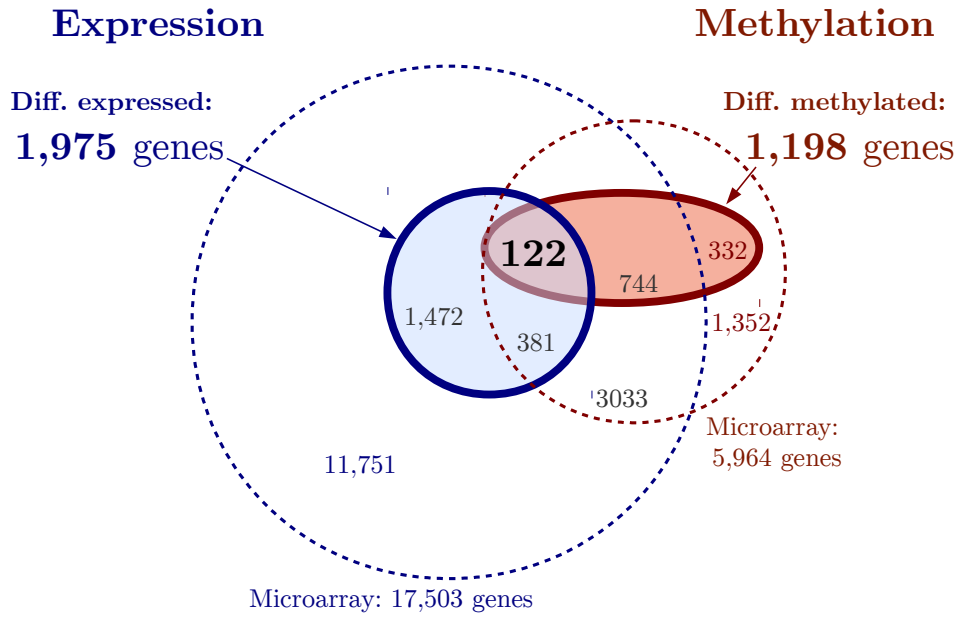 Expression
Methylation
Diff. expressed:
1,975 genes
Diff. methylated:
1,198 genes
122
332
744
1,472
1,352
381
3033
Microarray:
5,964 genes
11,751
Microarray: 17,503 genes